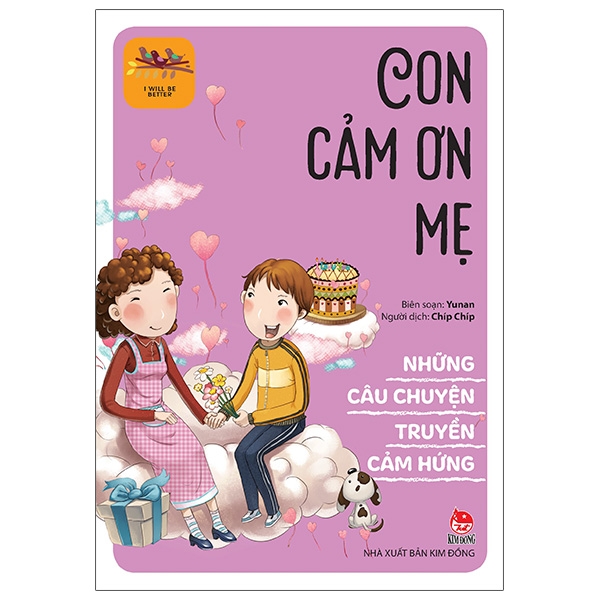 I WILL BE
BETTER
CON
CẢM ƠN
MẸ
Biên soạn: Yunan
Người dịch: Chíp Chíp
NHỮNG
CÂU CHUYỆN
TRUYỀN
CẢM HỨNG
KIM ĐỒNG
NHÀ XUẤT BẢN KIM ĐỒNG